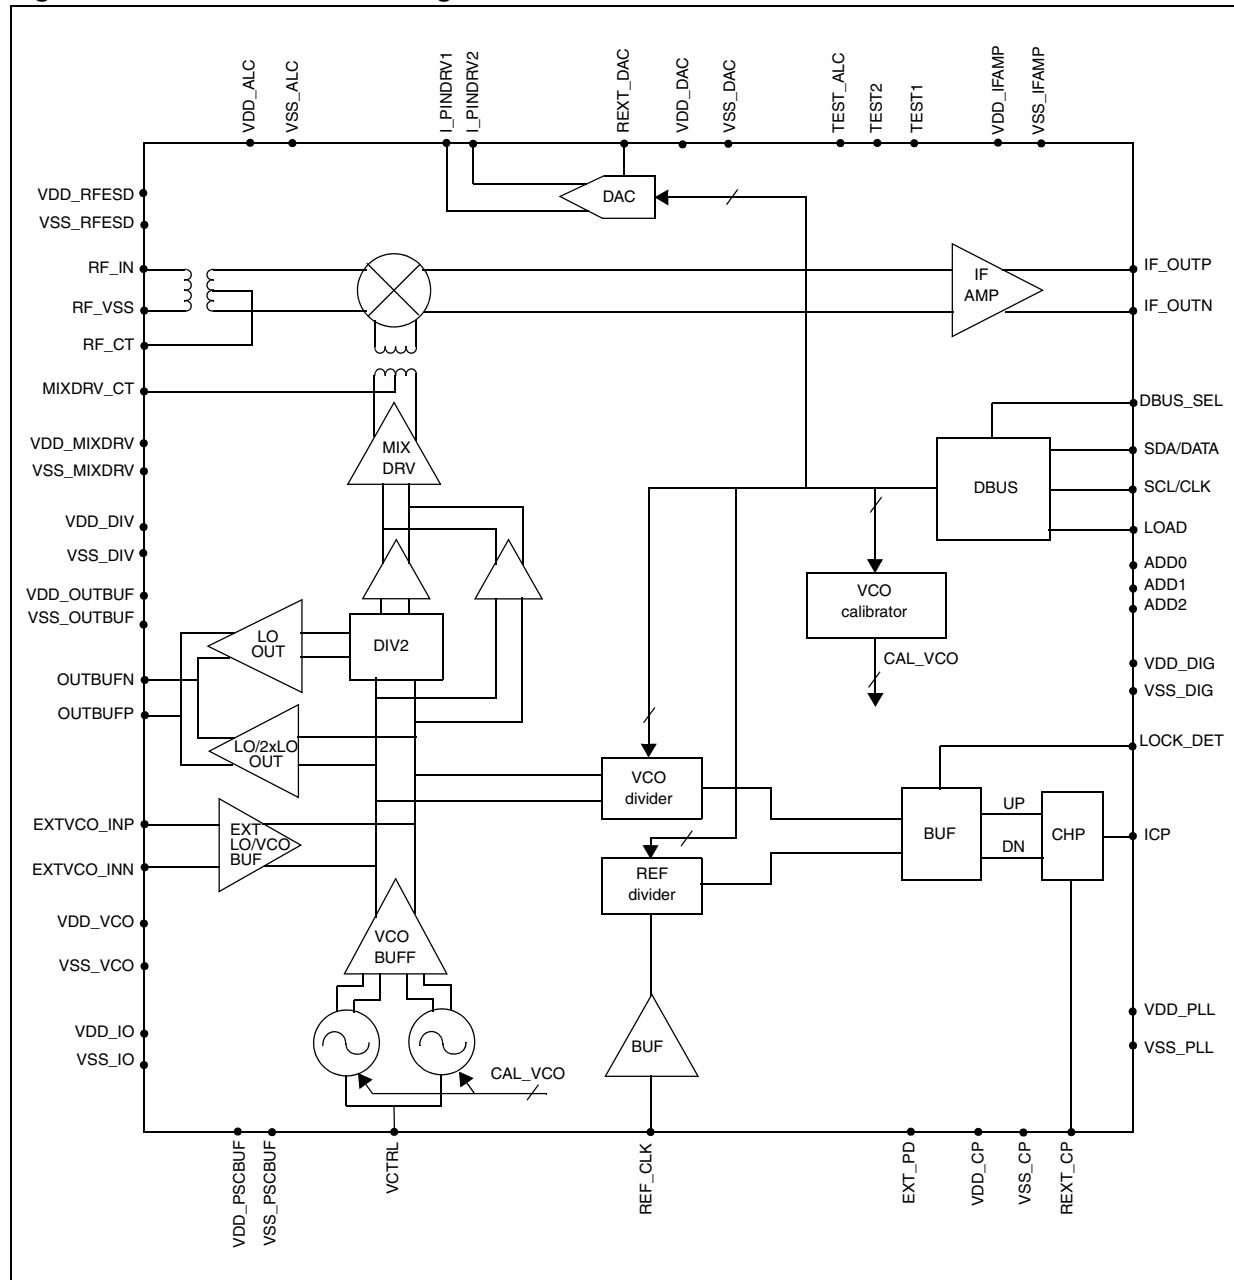 VDD_ALC
VSS_ALC
I_PINDRV1
I_PINDRV2
REXT_DAC
VDD_DAC
VSS_DAC
TEST_ALC
TEST2
TEST1
VDD_IFAMP
VSS_IFAMP
VDD_RFESD
VSS_RFESD
RF_IN
RF_VSS
RF_CT
MIXDRV_CT
VDD_MIXDRV
VSS_MIXDRV
VDD_DIV
VSS_DIV
VDD_OUTBUF
VSS_OUTBUF
OUTBUFN
OUTBUFP
EXTVCO_INP
EXTVCO_INN
VDD_VCO
VSS_VCO
VDD_IO
VSS_IO
DAC
IF
AMP
MIX
DRV
DBUS
VCO
calibrator
CAL_VCO
LO
OUT
DIV2
LO/2xLO
OUT
EXT
LO/VCO
BUF
VCO
divider
REF
divider
BUF
UP
DN
CHP
VCO
BUFF
BUF
CAL_VCO
IF_OUTP
IF_OUTN
DBUS_SEL
SDA/DATA
SCL/CLK
LOAD
ADD0
ADD1
ADD2
VDD_DIG
VSS_DIG
LOCK_DET
ICP
VDD_PLL
VSS_PLL
VDD_PSCBUF
VSS_PSCBUF
VCTRL
REF_CLK
EXT_PD
VDD_CP
VSS_CP
REXT_CP